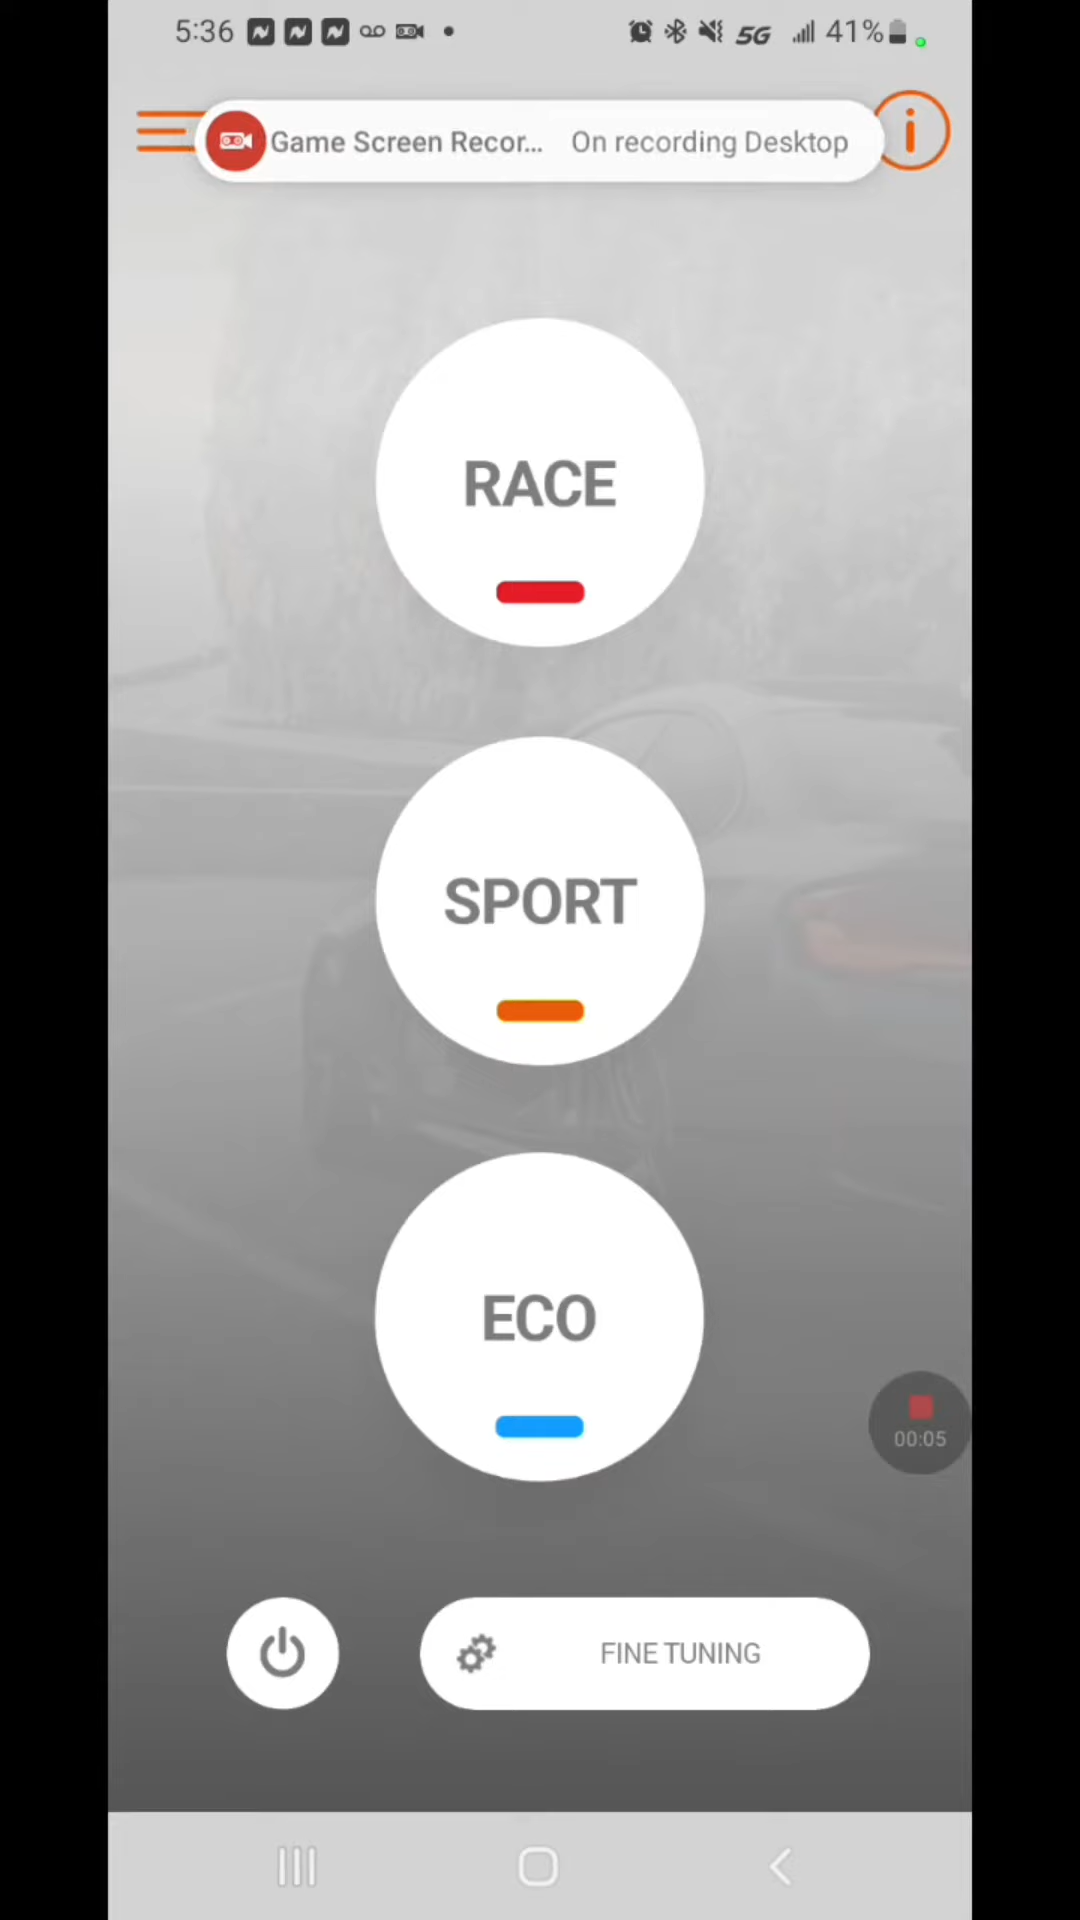 5:36 5G 41%
Game Screen Recor... On recording Desktop
RACE
SPORT
ECO
00:05
FINE TUNING